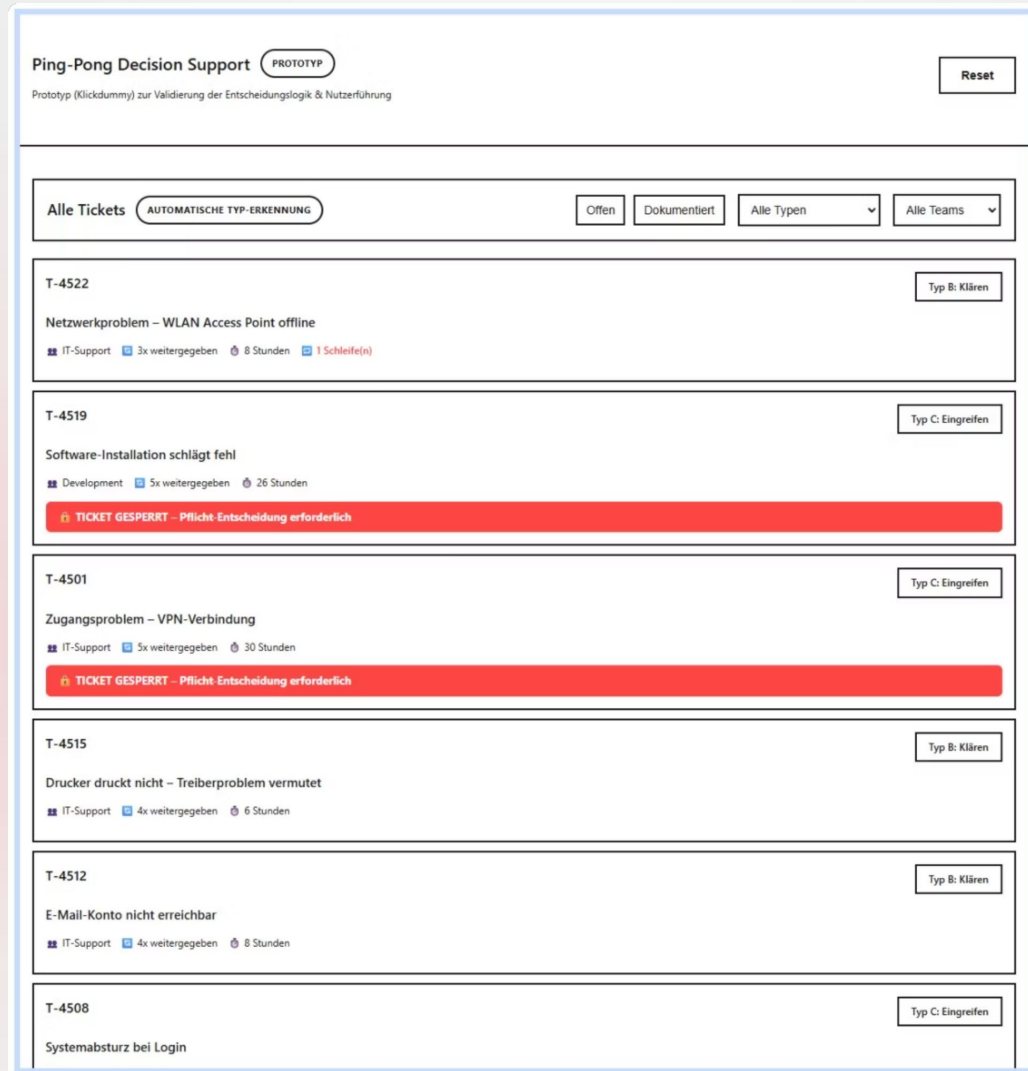 Ping-Pong Decision Support PROTOTYP
Reset
Prototyp (Klickdummy) zur Validierung der Entscheidungslogik & Nutzerführung
Alle Tickets AUTOMATISCHE TYP-ERKENNUNG Offen Dokumentiert Alle Typen Alle Teams
T-4522 Typ B: Klären
Netzwerkproblem – WLAN Access Point offline
IT-Support 3x weitergegeben 8 Stunden 1 Schleife(n)
T-4519 Typ C: Eingreifen
Software-Installation schlägt fehl
Development 5x weitergegeben 26 Stunden
TICKET GESPERRT – Pflicht-Entscheidung erforderlich
T-4501 Typ C: Eingreifen
Zugangsproblem – VPN-Verbindung
IT-Support 5x weitergegeben 30 Stunden
TICKET GESPERRT – Pflicht-Entscheidung erforderlich
T-4515 Typ B: Klären
Drucker druckt nicht – Treiberproblem vermutet
IT-Support 4x weitergegeben 6 Stunden
T-4512 Typ B: Klären
E-Mail-Konto nicht erreichbar
IT-Support 4x weitergegeben 8 Stunden
T-4508 Typ C: Eingreifen
Systemabsturz bei Login